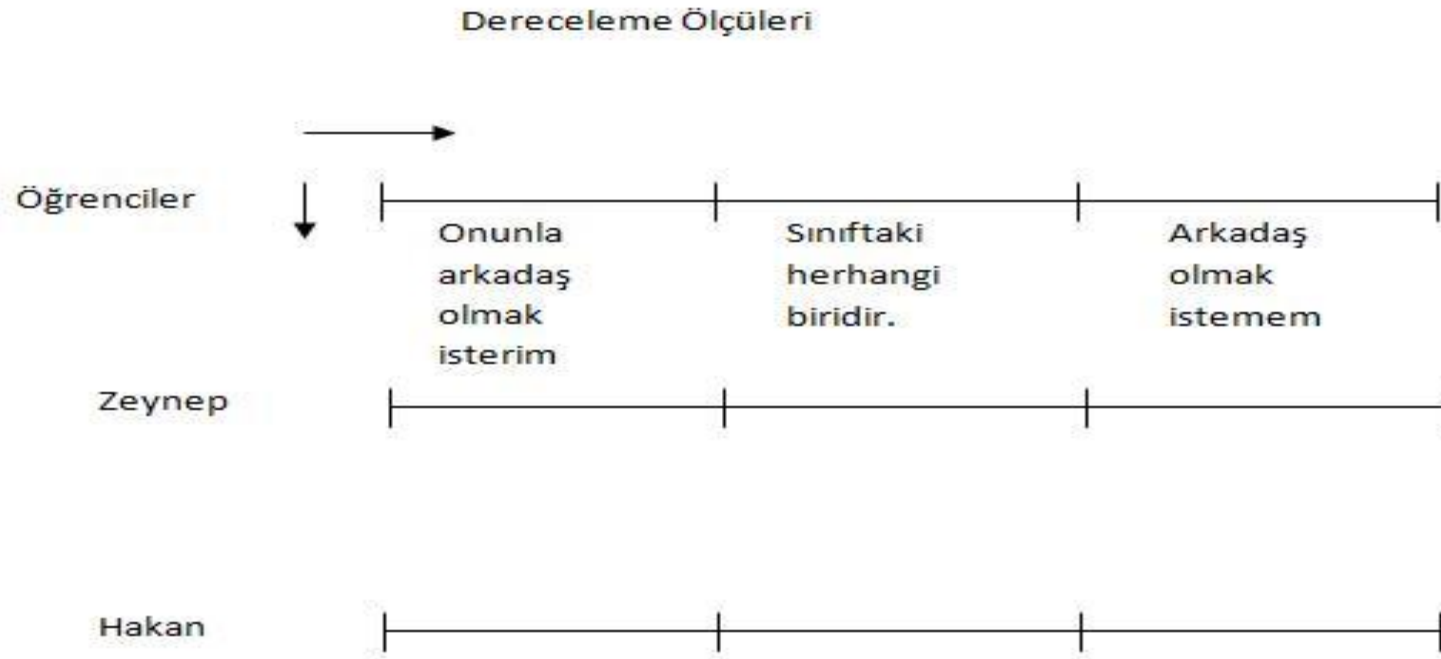 Dereceleme Ölçüleri
Öğrenciler
Onunla
arkadaş
olmak
isterim
Sınıftaki
herhangi
biridir.
Arkadaş
olmak
istemem
Zeynep
Hakan